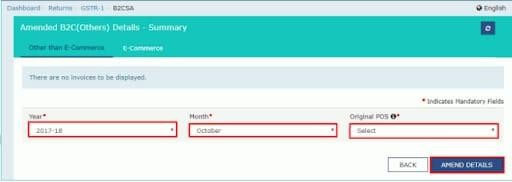 Dashboard › Returns › GSTR-1 › B2CSA
English
Amended B2C(Others) Details - Summary
Other than E-Commerce
E-Commerce
There are no invoices to be displayed.
• Indicates Mandatory Fields
Year•
Month•
Original POS •
2017-18
October
Select
BACK
AMEND DETAILS